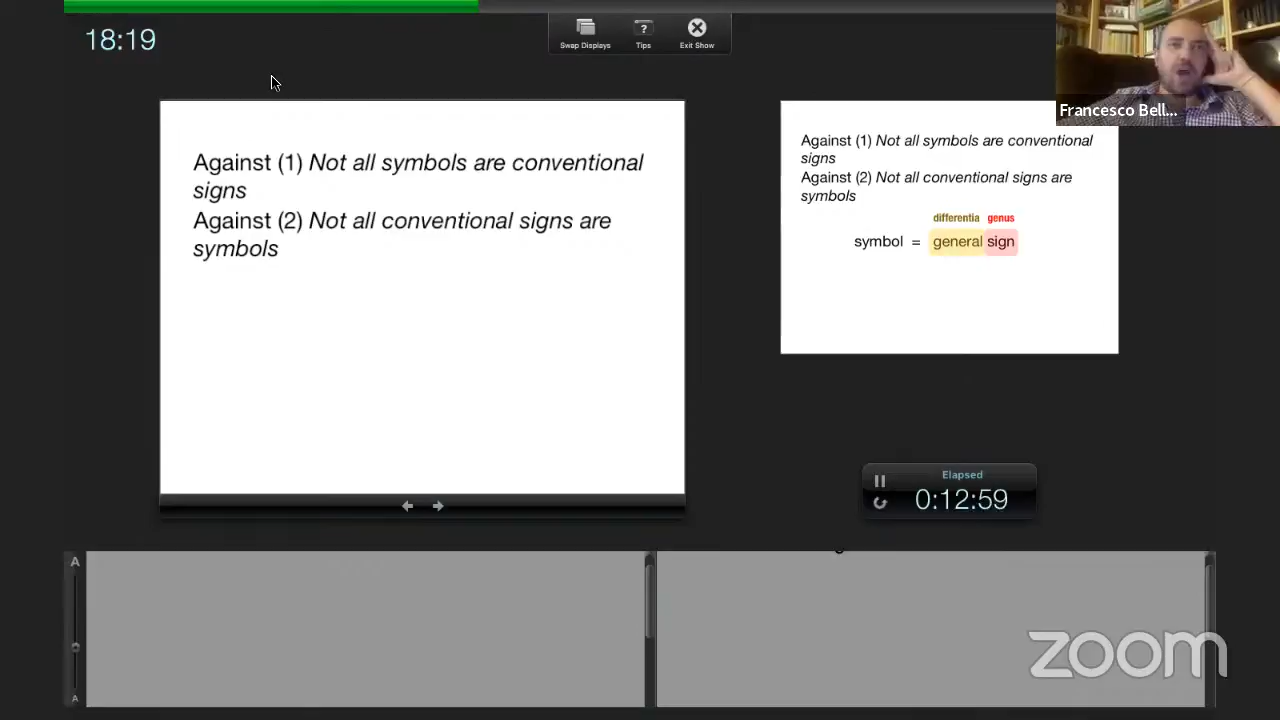 18:19
Swap Displays
Tips
Exit Show
Francesco Bell...
Against (1) Not all symbols are conventional
signs
Against (2) Not all conventional signs are
symbols
Against (1) Not all symbols are conventional
signs
Against (2) Not all conventional signs are
symbols
differentia genus
symbol = general sign
Elapsed
0:12:59
A
A
zoom